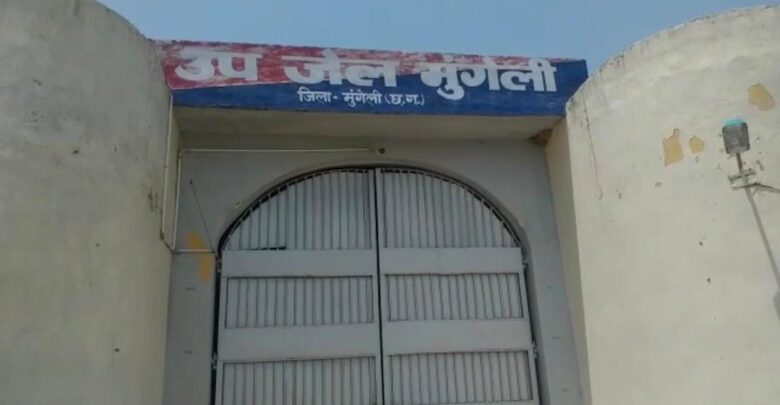 उप जेल मुंगेली
जिला - मुंगेली (छ.ग.)